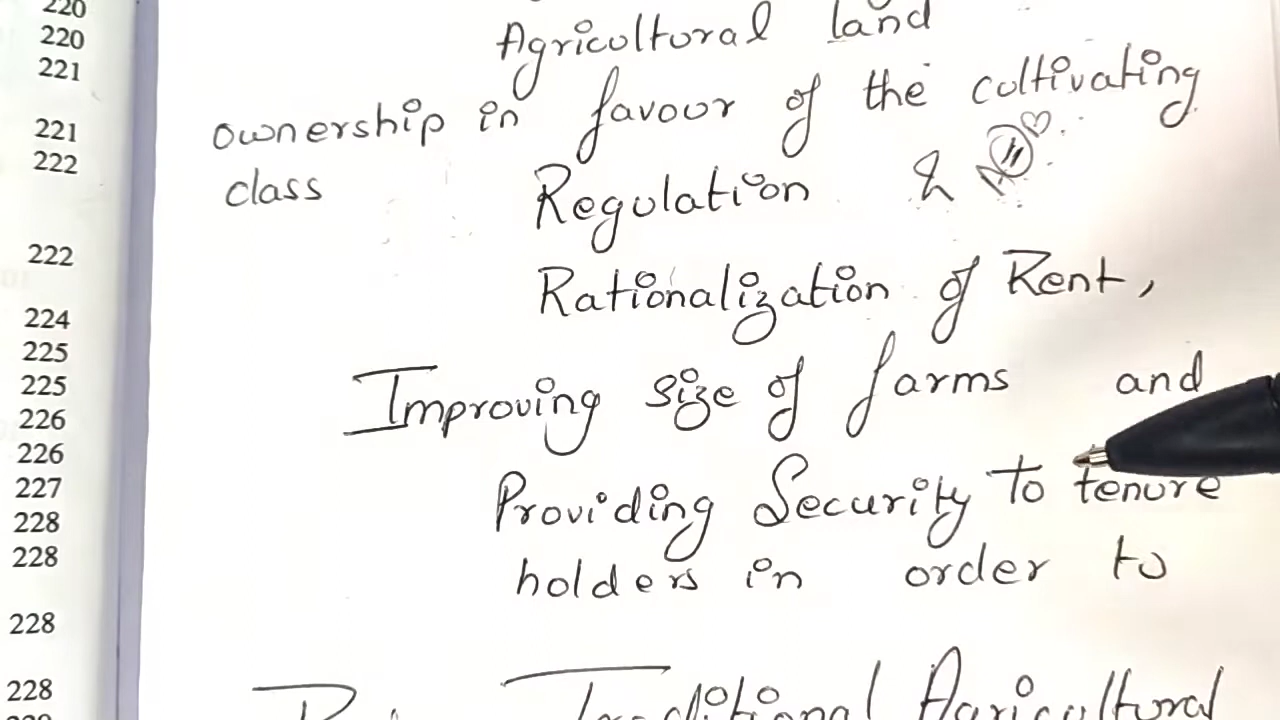 220
220
221
221
222
222
224
225
225
226
226
227
228
228
228
228
Agricultural land
ownership in favour of the cultivating
class Regulation &
Rationalization of Rent,
Improving size of farms and
Providing Security to tenure
holders in order to
Traditional Agricultural